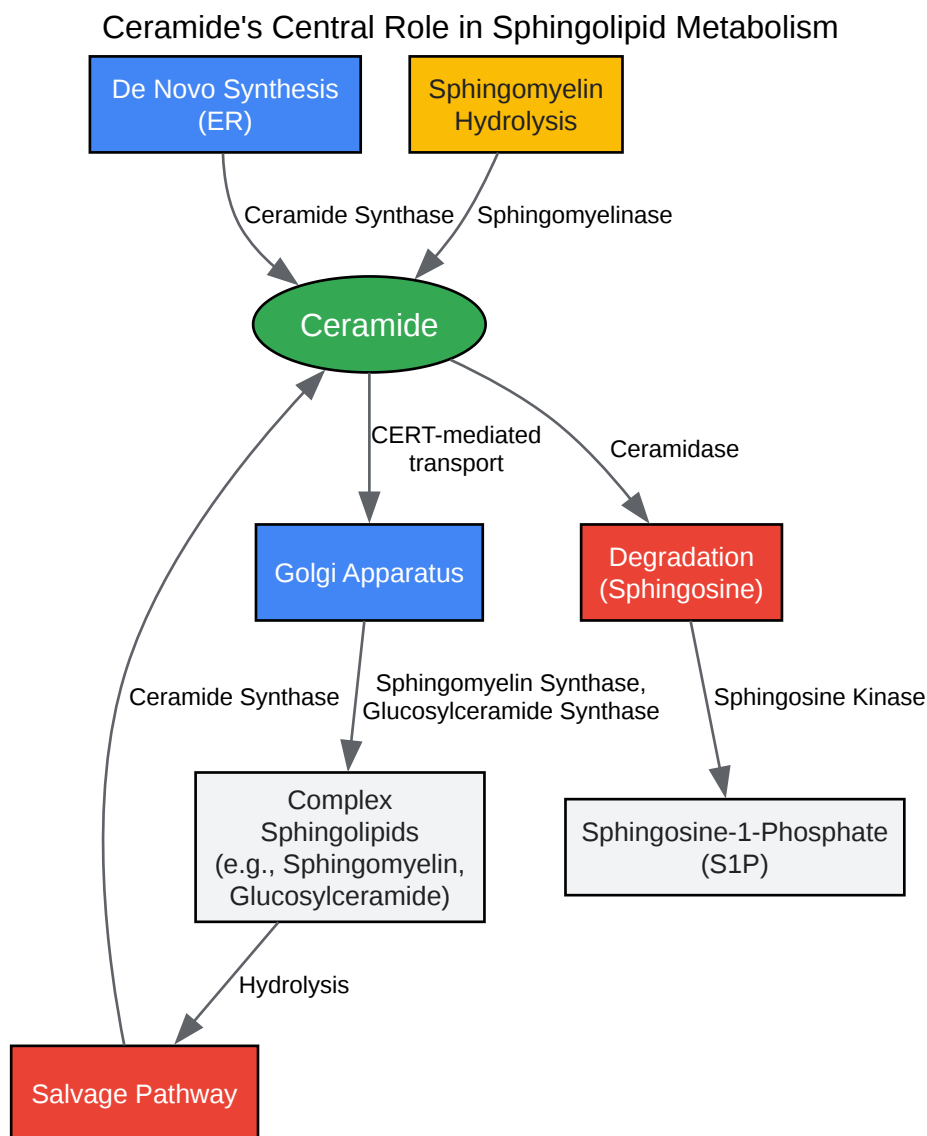 Ceramide's Central Role in Sphingolipid Metabolism
De Novo Synthesis
(ER)
Sphingomyelin
Hydrolysis
Ceramide Synthase
Sphingomyelinase
Ceramide
CERT-mediated
transport
Ceramidase
Golgi Apparatus
Degradation
(Sphingosine)
Ceramide Synthase
Sphingomyelin Synthase,
Glucosylceramide Synthase
Sphingosine Kinase
Complex
Sphingolipids
(e.g., Sphingomyelin,
Glucosylceramide)
Sphingosine-1-Phosphate
(S1P)
Hydrolysis
Salvage Pathway